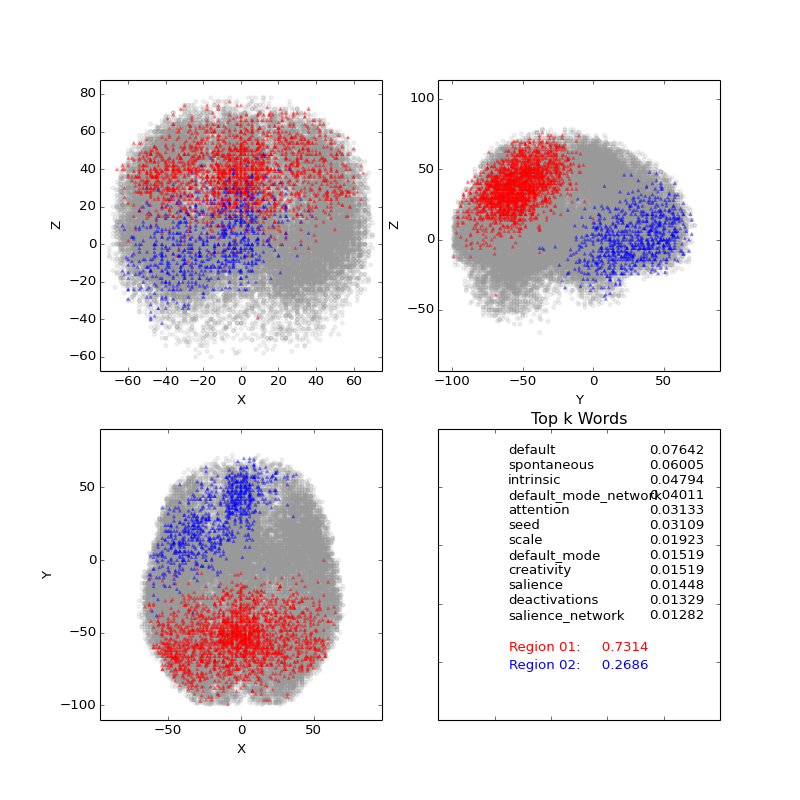 80
60
40
20
0
−20
−40
−60
Z
−60 −40 −20 0 20 40 60
X
100
50
0
−50
Z
−100 −50 0 50
Y
50
0
−50
−100
Y
−50 0 50
X
Top k Words
default 0.07642
spontaneous 0.06005
intrinsic 0.04794
default_mode_network 0.04011
attention 0.03133
seed 0.03109
scale 0.01923
default_mode 0.01519
creativity 0.01519
salience 0.01448
deactivations 0.01329
salience_network 0.01282
Region 01: 0.7314
Region 02: 0.2686